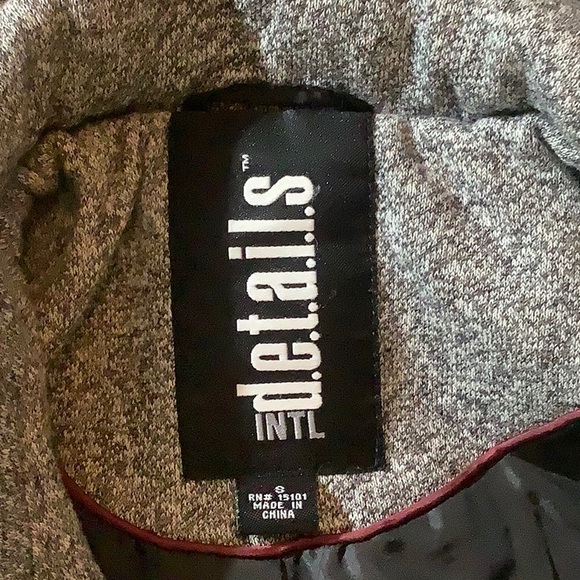 d.e.t.a.i.l.s™
INTL
S
RN# 15101
MADE IN
CHINA